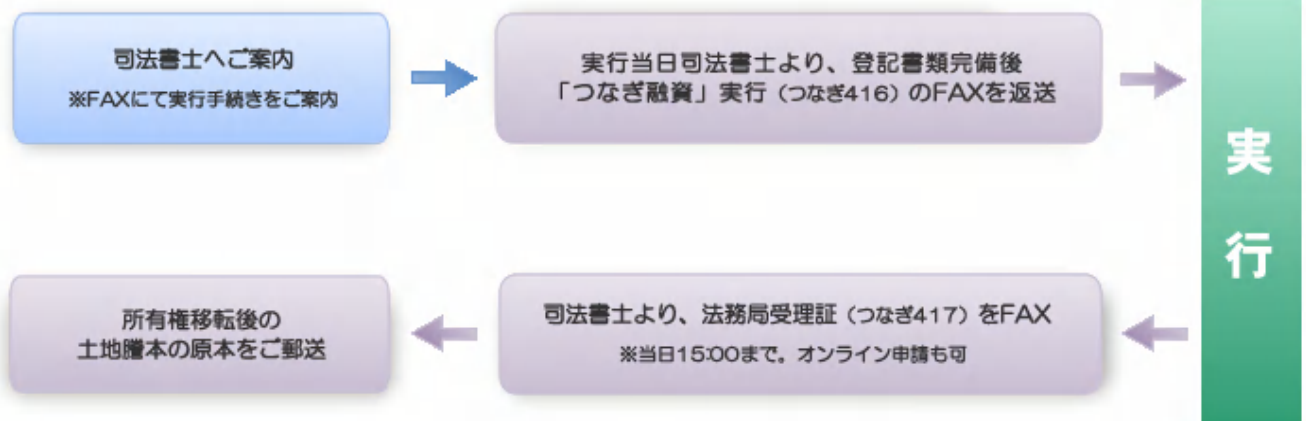 司法書士へご案内
※FAXにて実行手続きをご案内
実行当日司法書士より、登記書類完備後
「つなぎ融資」実行（つなぎ416）のFAXを返送
実行
司法書士より、法務局受理証（つなぎ417）をFAX
※当日15:00まで。オンライン申請も可
所有権移転後の
土地謄本の原本をご郵送